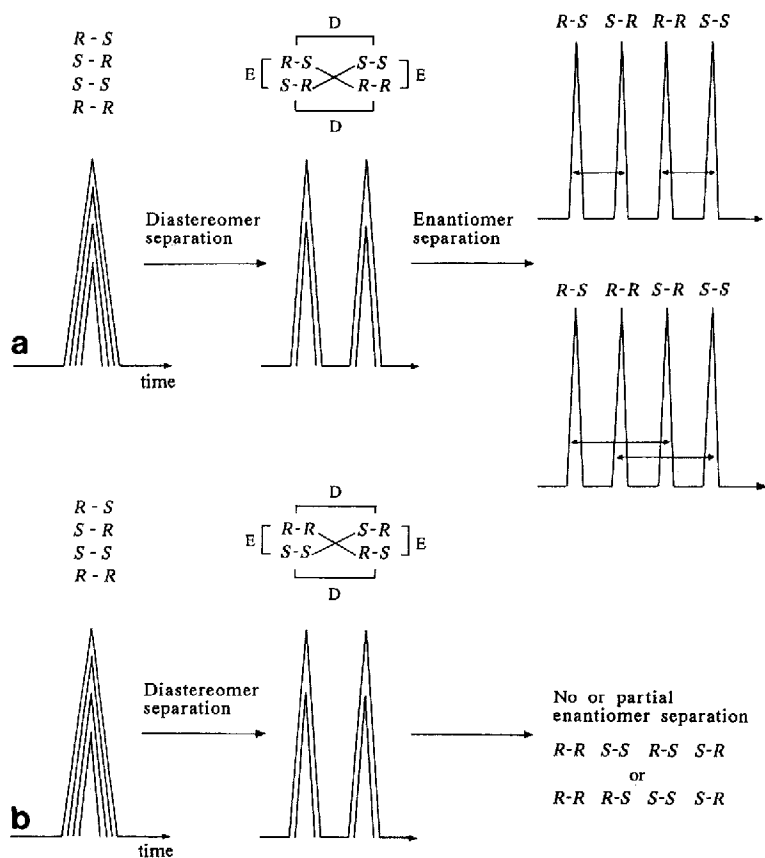 R-S
S-R
S-S
R-R
D
E R-S S-S E
S-R R-R
D
Diastereomer
separation
Enantiomer
separation
R-S S-R R-R S-S
R-S R-R S-R S-S
a
time
R-S
S-R
S-S
R-R
D
E R-R S-R E
S-S R-S
D
Diastereomer
separation
No or partial
enantiomer separation
R-R S-S R-S S-R
or
R-R R-S S-S S-R
b
time